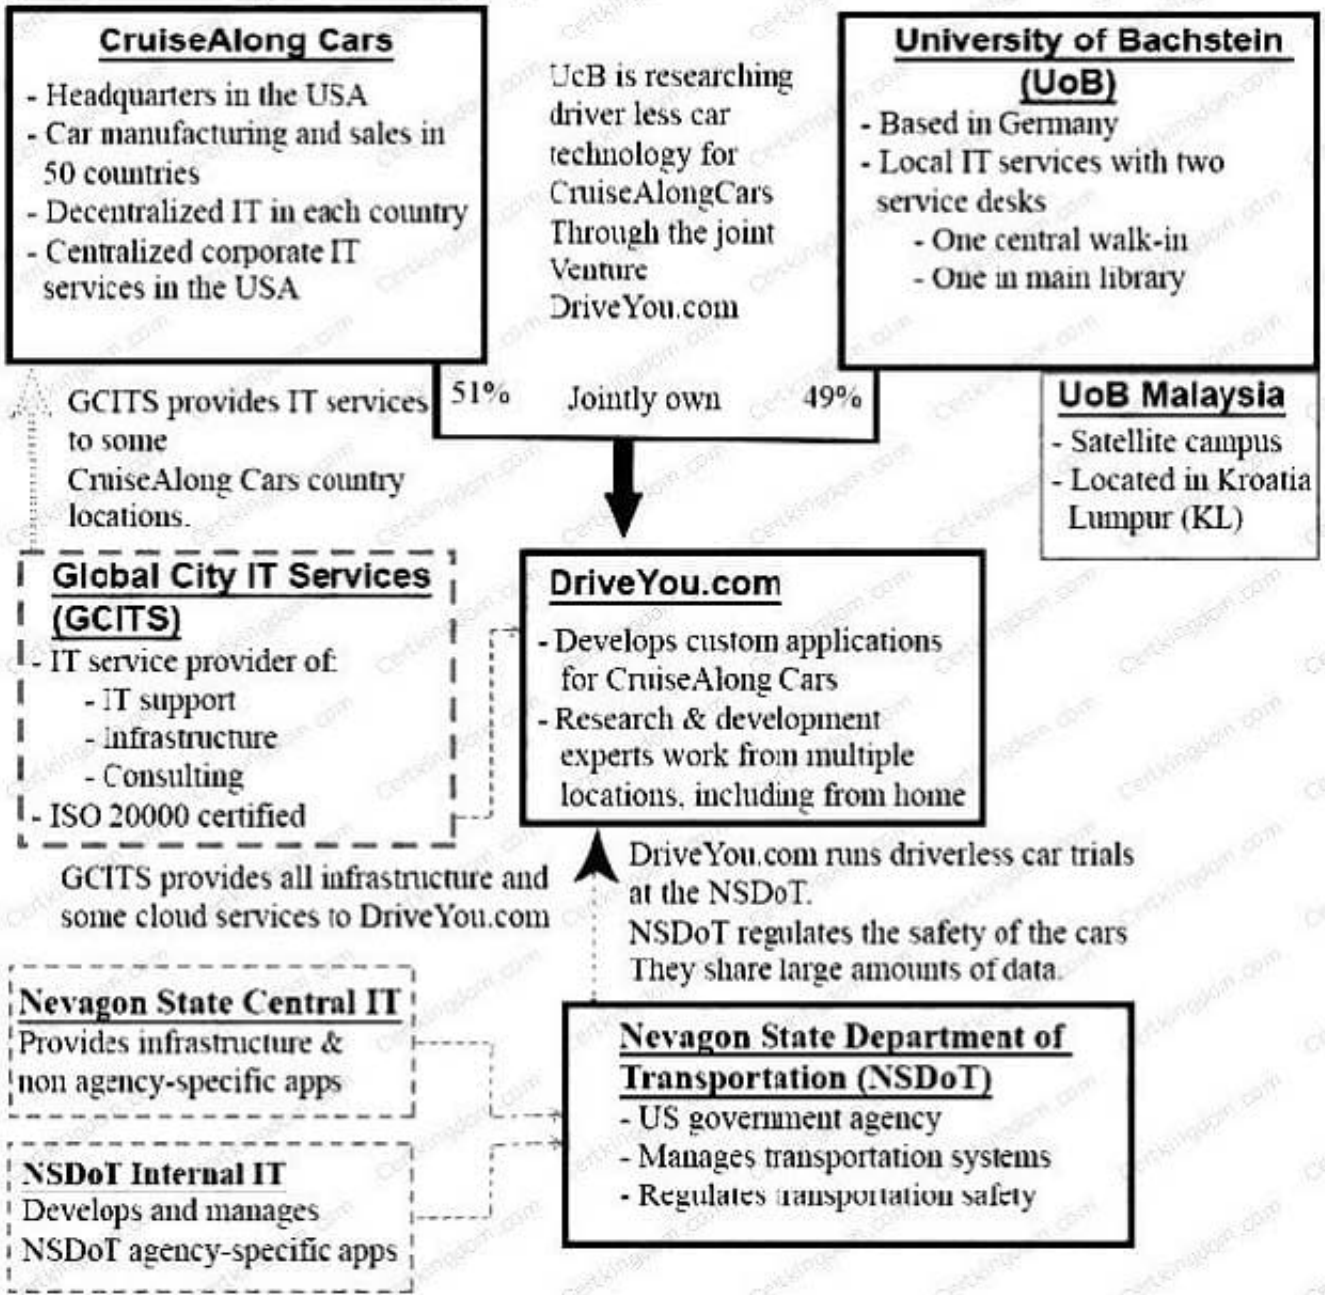 CruiseAlong Cars
- Headquarters in the USA
- Car manufacturing and sales in
50 countries
- Decentralized IT in each country
- Centralized corporate IT
services in the USA
UcB is researching
driver less car
technology for
CruiseAlongCars
Through the joint
Venture
DriveYou.com
University of Bachstein
(UoB)
- Based in Germany
- Local IT services with two
service desks
- One central walk-in
- One in main library
51% Jointly own 49%
UoB Malaysia
- Satellite campus
- Located in Kroatia
Lumpur (KL)
GCITS provides IT services
to some
CruiseAlong Cars country
locations.
Global City IT Services
(GCITS)
- IT service provider of:
- IT support
- Infrastructure
- Consulting
- ISO 20000 certified
DriveYou.com
- Develops custom applications
for CruiseAlong Cars
- Research & development
experts work from multiple
locations, including from home
GCITS provides all infrastructure and
some cloud services to DriveYou.com
DriveYou.com runs driverless car trials
at the NSDoT.
NSDoT regulates the safety of the cars
They share large amounts of data.
Nevagon State Central IT
Provides infrastructure &
non agency-specific apps
NSDoT Internal IT
Develops and manages
NSDoT agency-specific apps
Nevagon State Department of
Transportation (NSDoT)
- US government agency
- Manages transportation systems
- Regulates transportation safety
Certkingdom.com